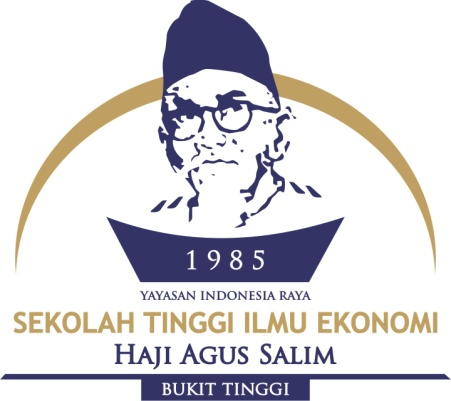 1985
YAYASAN INDONESIA RAYA
SEKOLAH TINGGI ILMU EKONOMI
HAJI AGUS SALIM
BUKIT TINGGI